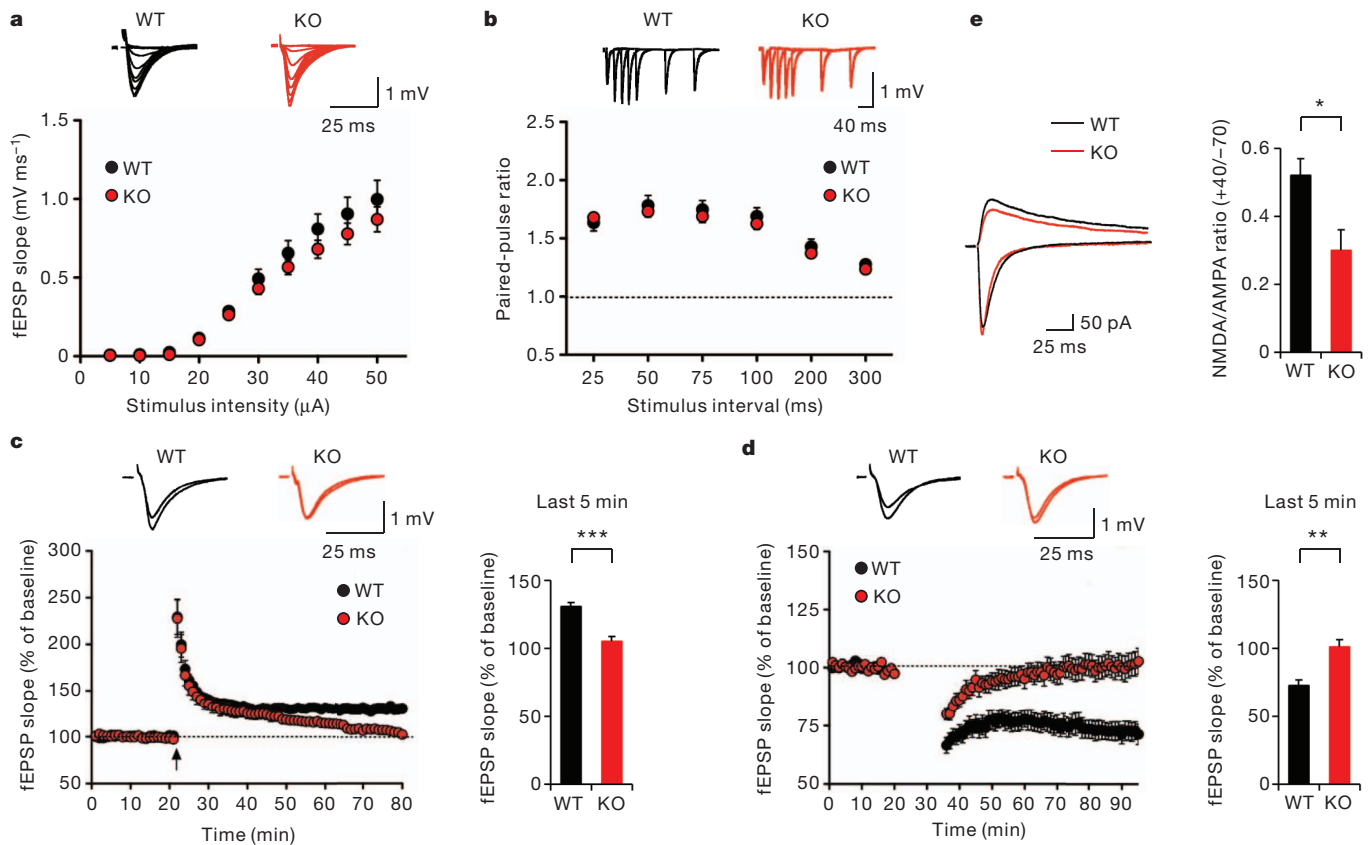 a
WT
KO
1 mV
25 ms
fEPSP slope (mV ms−1)
1.5
1.0
0.5
0
WT
KO
0 10 20 30 40 50
Stimulus intensity (μA)
b
WT
KO
1 mV
40 ms
Paired-pulse ratio
2.5
2.0
1.5
1.0
0.5
WT
KO
25 50 75 100 200 300
Stimulus interval (ms)
e
WT
KO
50 pA
25 ms
NMDA/AMPA ratio (+40/−70)
0.6
0.4
0.2
0
*
WT KO
c
WT
KO
1 mV
25 ms
fEPSP slope (% of baseline)
300
250
200
150
100
50
WT
KO
0 10 20 30 40 50 60 70 80
Time (min)
Last 5 min
***
fEPSP slope (% of baseline)
150
100
50
0
WT KO
d
WT
KO
1 mV
25 ms
fEPSP slope (% of baseline)
150
125
100
75
50
WT
KO
0 10 20 30 40 50 60 70 80 90
Time (min)
Last 5 min
**
fEPSP slope (% of baseline)
150
100
50
0
WT KO